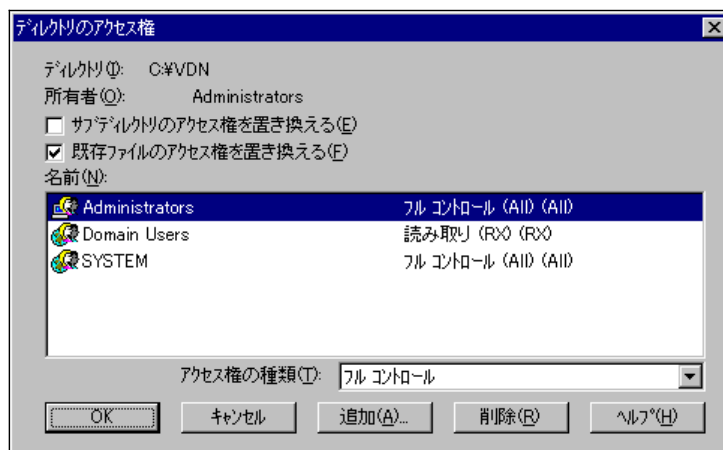 ディレクトリのアクセス権
ディレクトリ(I): C:¥VDN
所有者(O): Administrators
サブディレクトリのアクセス権を置き換える(E)
既存ファイルのアクセス権を置き換える(F)
名前(N):
Administrators フル コントロール (All) (All)
Domain Users 読み取り (RX) (RX)
SYSTEM フル コントロール (All) (All)
アクセス権の種類(T): フル コントロール
OK キャンセル 追加(A)... 削除(R) ヘルプ(H)